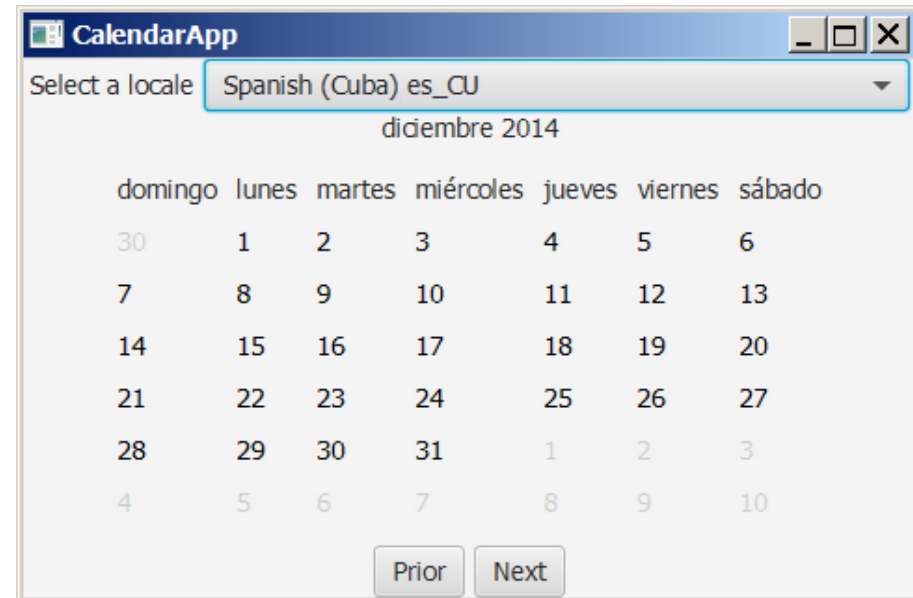 CalendarApp
Select a locale Spanish (Cuba) es_CU
diciembre 2014
domingo lunes martes miércoles jueves viernes sábado
30 1 2 3 4 5 6
7 8 9 10 11 12 13
14 15 16 17 18 19 20
21 22 23 24 25 26 27
28 29 30 31 1 2 3
4 5 6 7 8 9 10
Prior Next